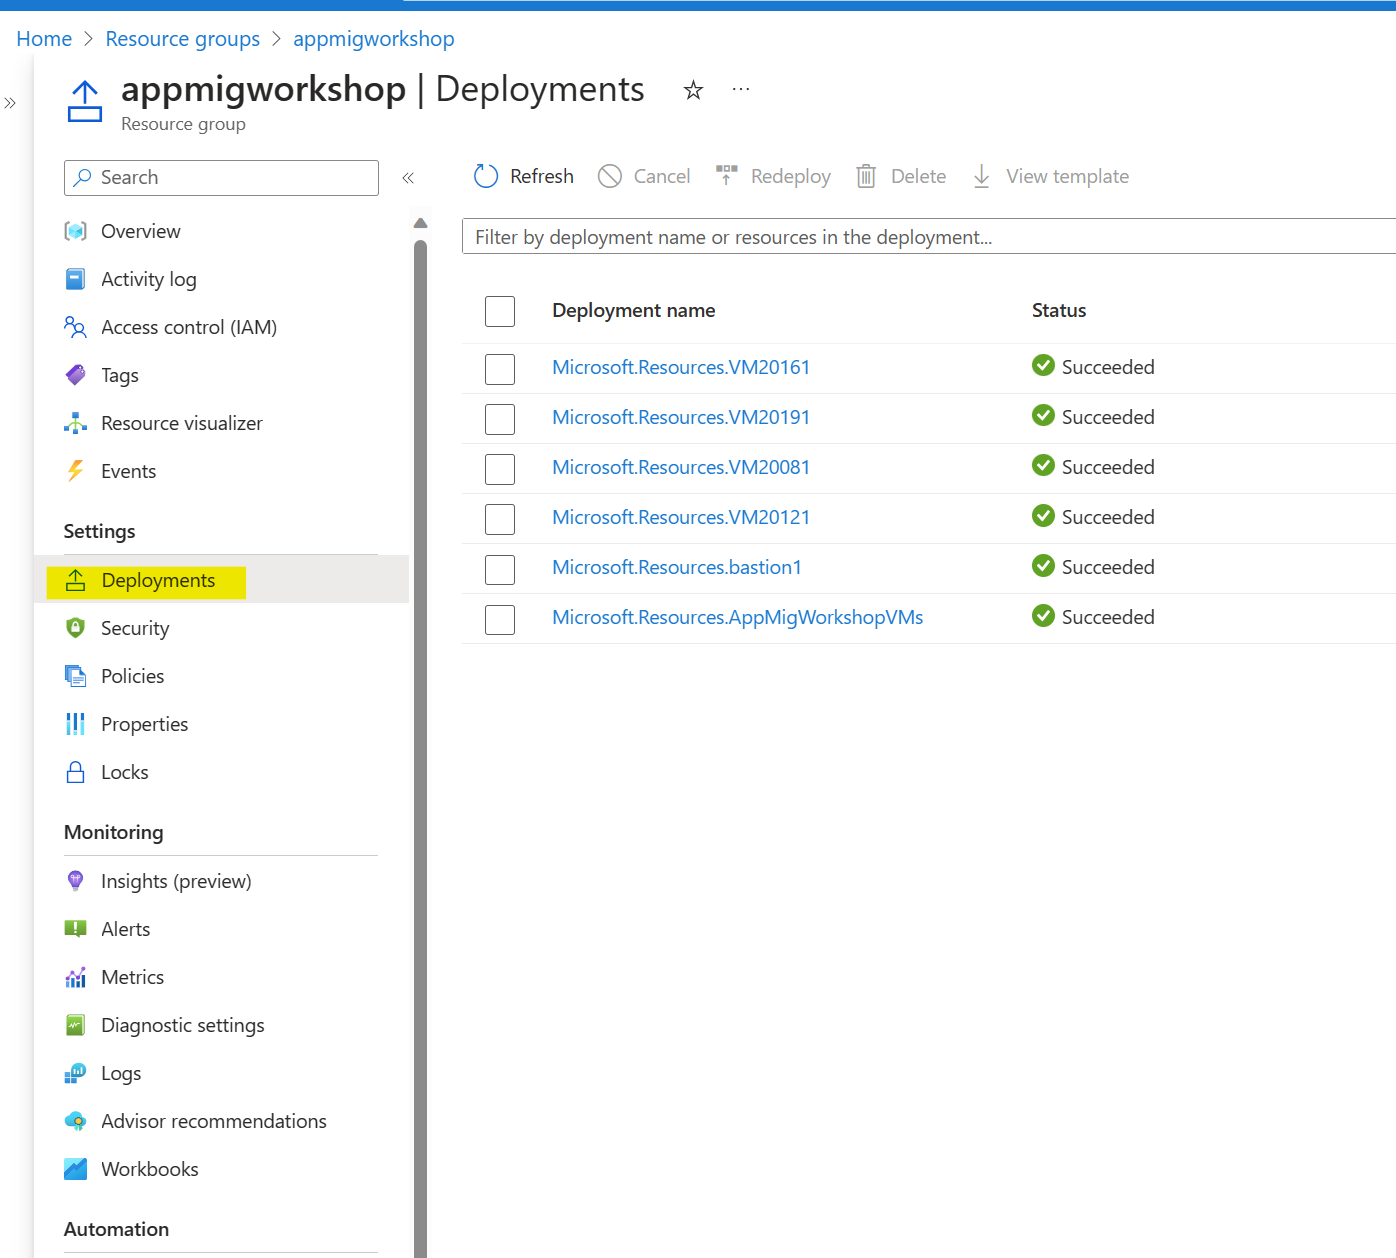 Home > Resource groups > appmigworkshop
»
appmigworkshop | Deployments ☆ ...
Resource group
Search «
Refresh Cancel Redeploy Delete View template
Overview
Filter by deployment name or resources in the deployment...
Activity log
Access control (IAM)
Tags
Resource visualizer
Events
Settings
Deployments
Security
Policies
Properties
Locks
Monitoring
Insights (preview)
Alerts
Metrics
Diagnostic settings
Logs
Advisor recommendations
Workbooks
Automation
Deployment name Status
Microsoft.Resources.VM20161 Succeeded
Microsoft.Resources.VM20191 Succeeded
Microsoft.Resources.VM20081 Succeeded
Microsoft.Resources.VM20121 Succeeded
Microsoft.Resources.bastion1 Succeeded
Microsoft.Resources.AppMigWorkshopVMs Succeeded